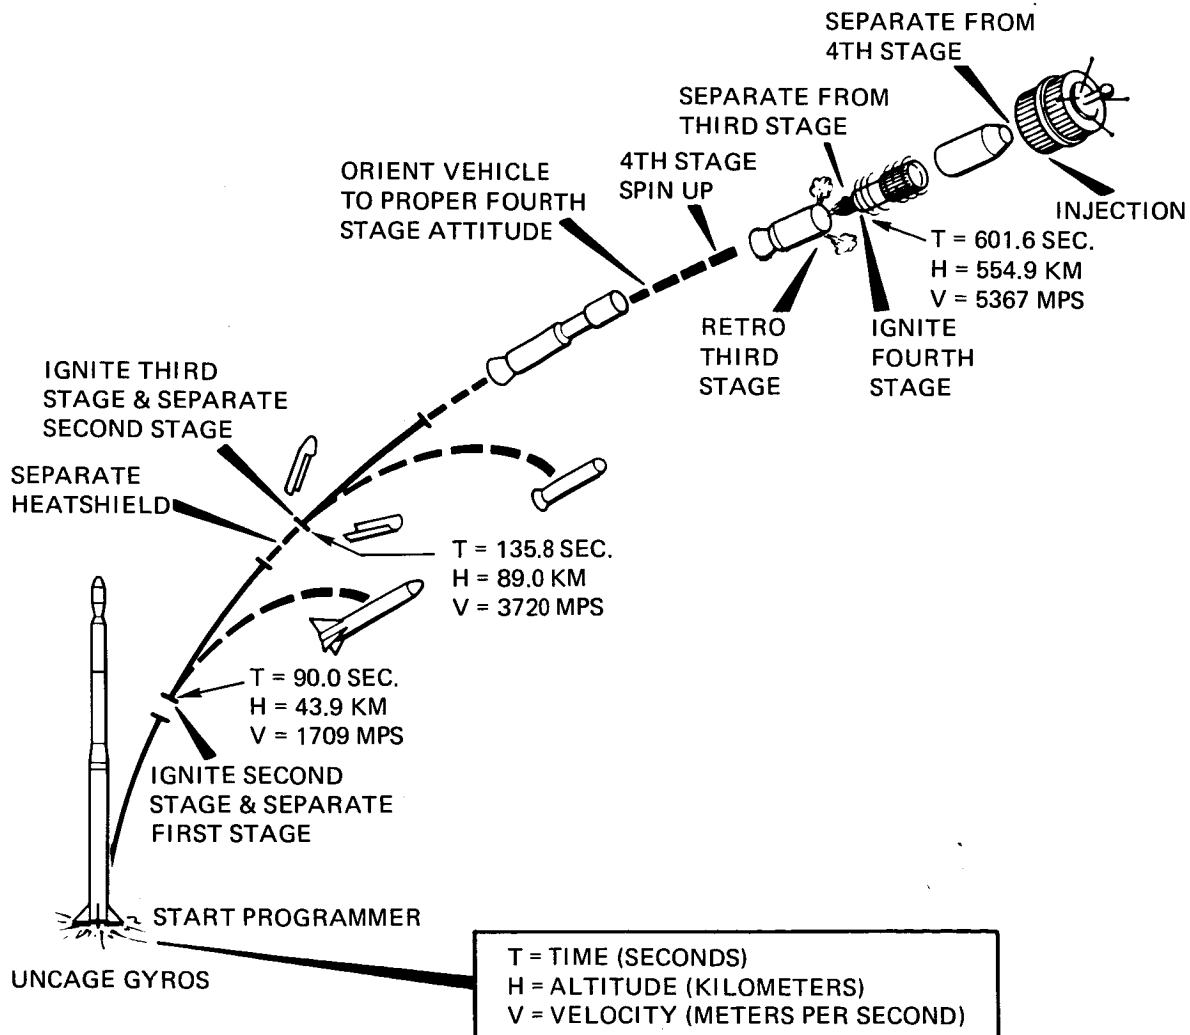 SEPARATE FROM
4TH STAGE
SEPARATE FROM
THIRD STAGE
4TH STAGE
SPIN UP
ORIENT VEHICLE
TO PROPER FOURTH
STAGE ATTITUDE
INJECTION
T = 601.6 SEC.
H = 554.9 KM
V = 5367 MPS
RETRO
THIRD
STAGE
IGNITE
FOURTH
STAGE
IGNITE THIRD
STAGE & SEPARATE
SECOND STAGE
SEPARATE
HEATSHIELD
T = 135.8 SEC.
H = 89.0 KM
V = 3720 MPS
T = 90.0 SEC.
H = 43.9 KM
V = 1709 MPS
IGNITE SECOND
STAGE & SEPARATE
FIRST STAGE
START PROGRAMMER
UNCAGE GYROS
T = TIME (SECONDS)
H = ALTITUDE (KILOMETERS)
V = VELOCITY (METERS PER SECOND)